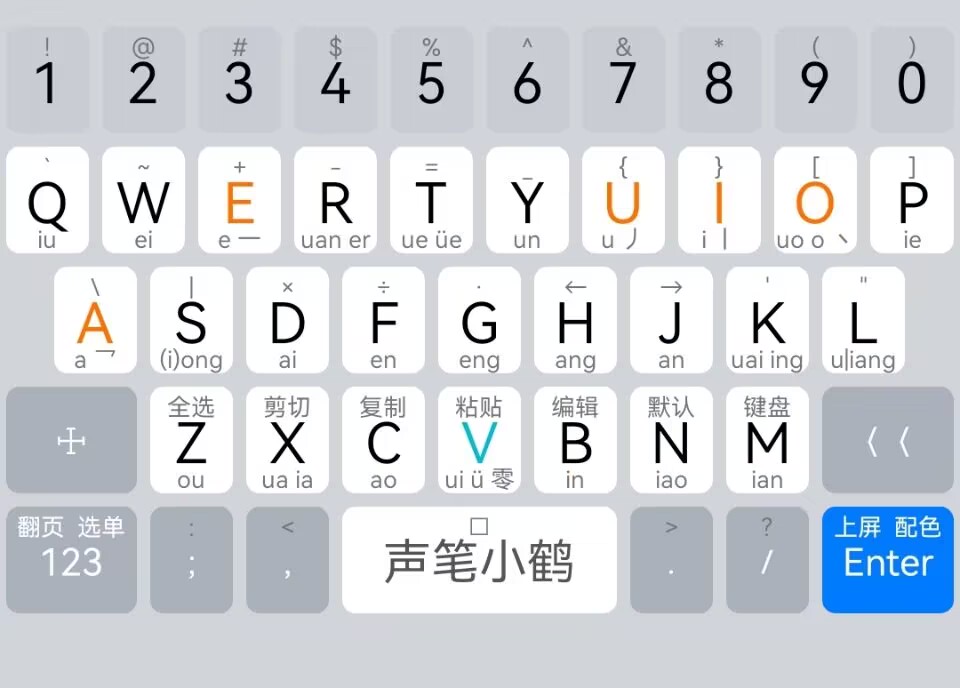 ! @ # $ % ^ & * ( )
1 2 3 4 5 6 7 8 9 0
` ~ + - = _ { } [ ]
Q W E R T Y U I O P
iu ei e 一 uan er ue üe un u 丿 i 丨 uo o 丶 ie
\ | × ÷ · ← → ' "
A S D F G H J K L
a 乛 (i)ong ai en eng ang an uai ing u|iang
全选 剪切 复制 粘贴 编辑 默认 键盘
Z X C V B N M 〈〈
ou ua ia ao ui ü 零 in iao ian
翻页 选单 : < □ > ? 上屏 配色
123 ; , 声笔小鹤 . / Enter